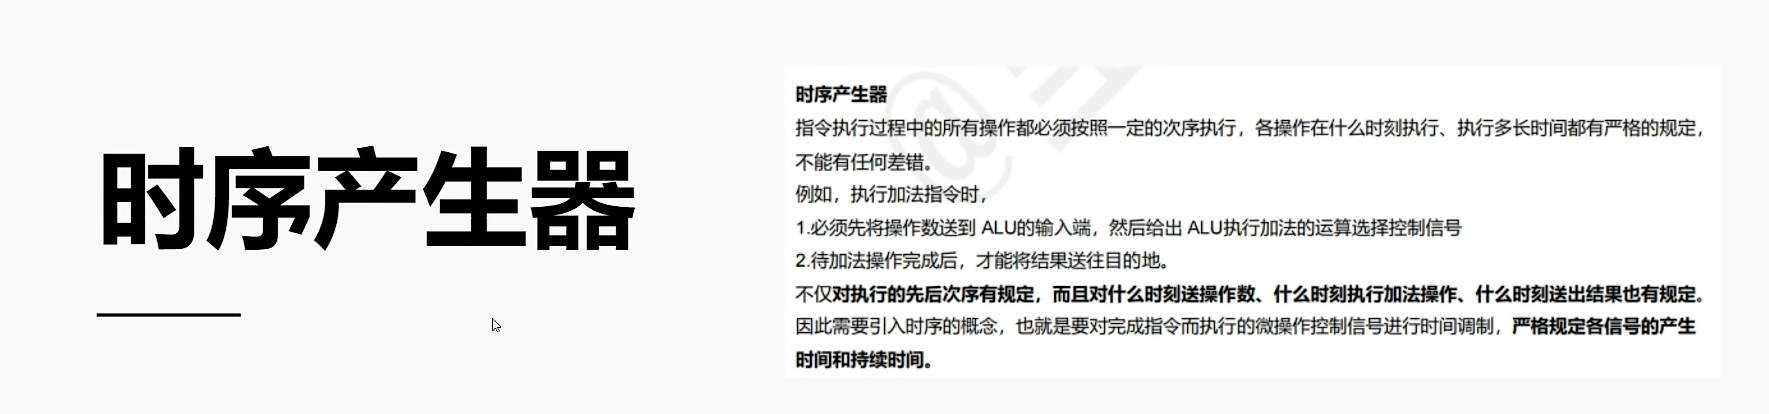 时序产生器
时序产生器
指令执行过程中的所有操作都必须按照一定的次序执行，各操作在什么时刻执行、执行多长时间都有严格的规定，
不能有任何差错。
例如，执行加法指令时，
1.必须先将操作数送到 ALU的输入端，然后给出 ALU执行加法的运算选择控制信号
2.待加法操作完成后，才能将结果送往目的地。
不仅对执行的先后次序有规定，而且对什么时刻送操作数、什么时刻执行加法操作、什么时刻送出结果也有规定。
因此需要引入时序的概念，也就是要对完成指令而执行的微操作控制信号进行时间调制，严格规定各信号的产生
时间和持续时间。